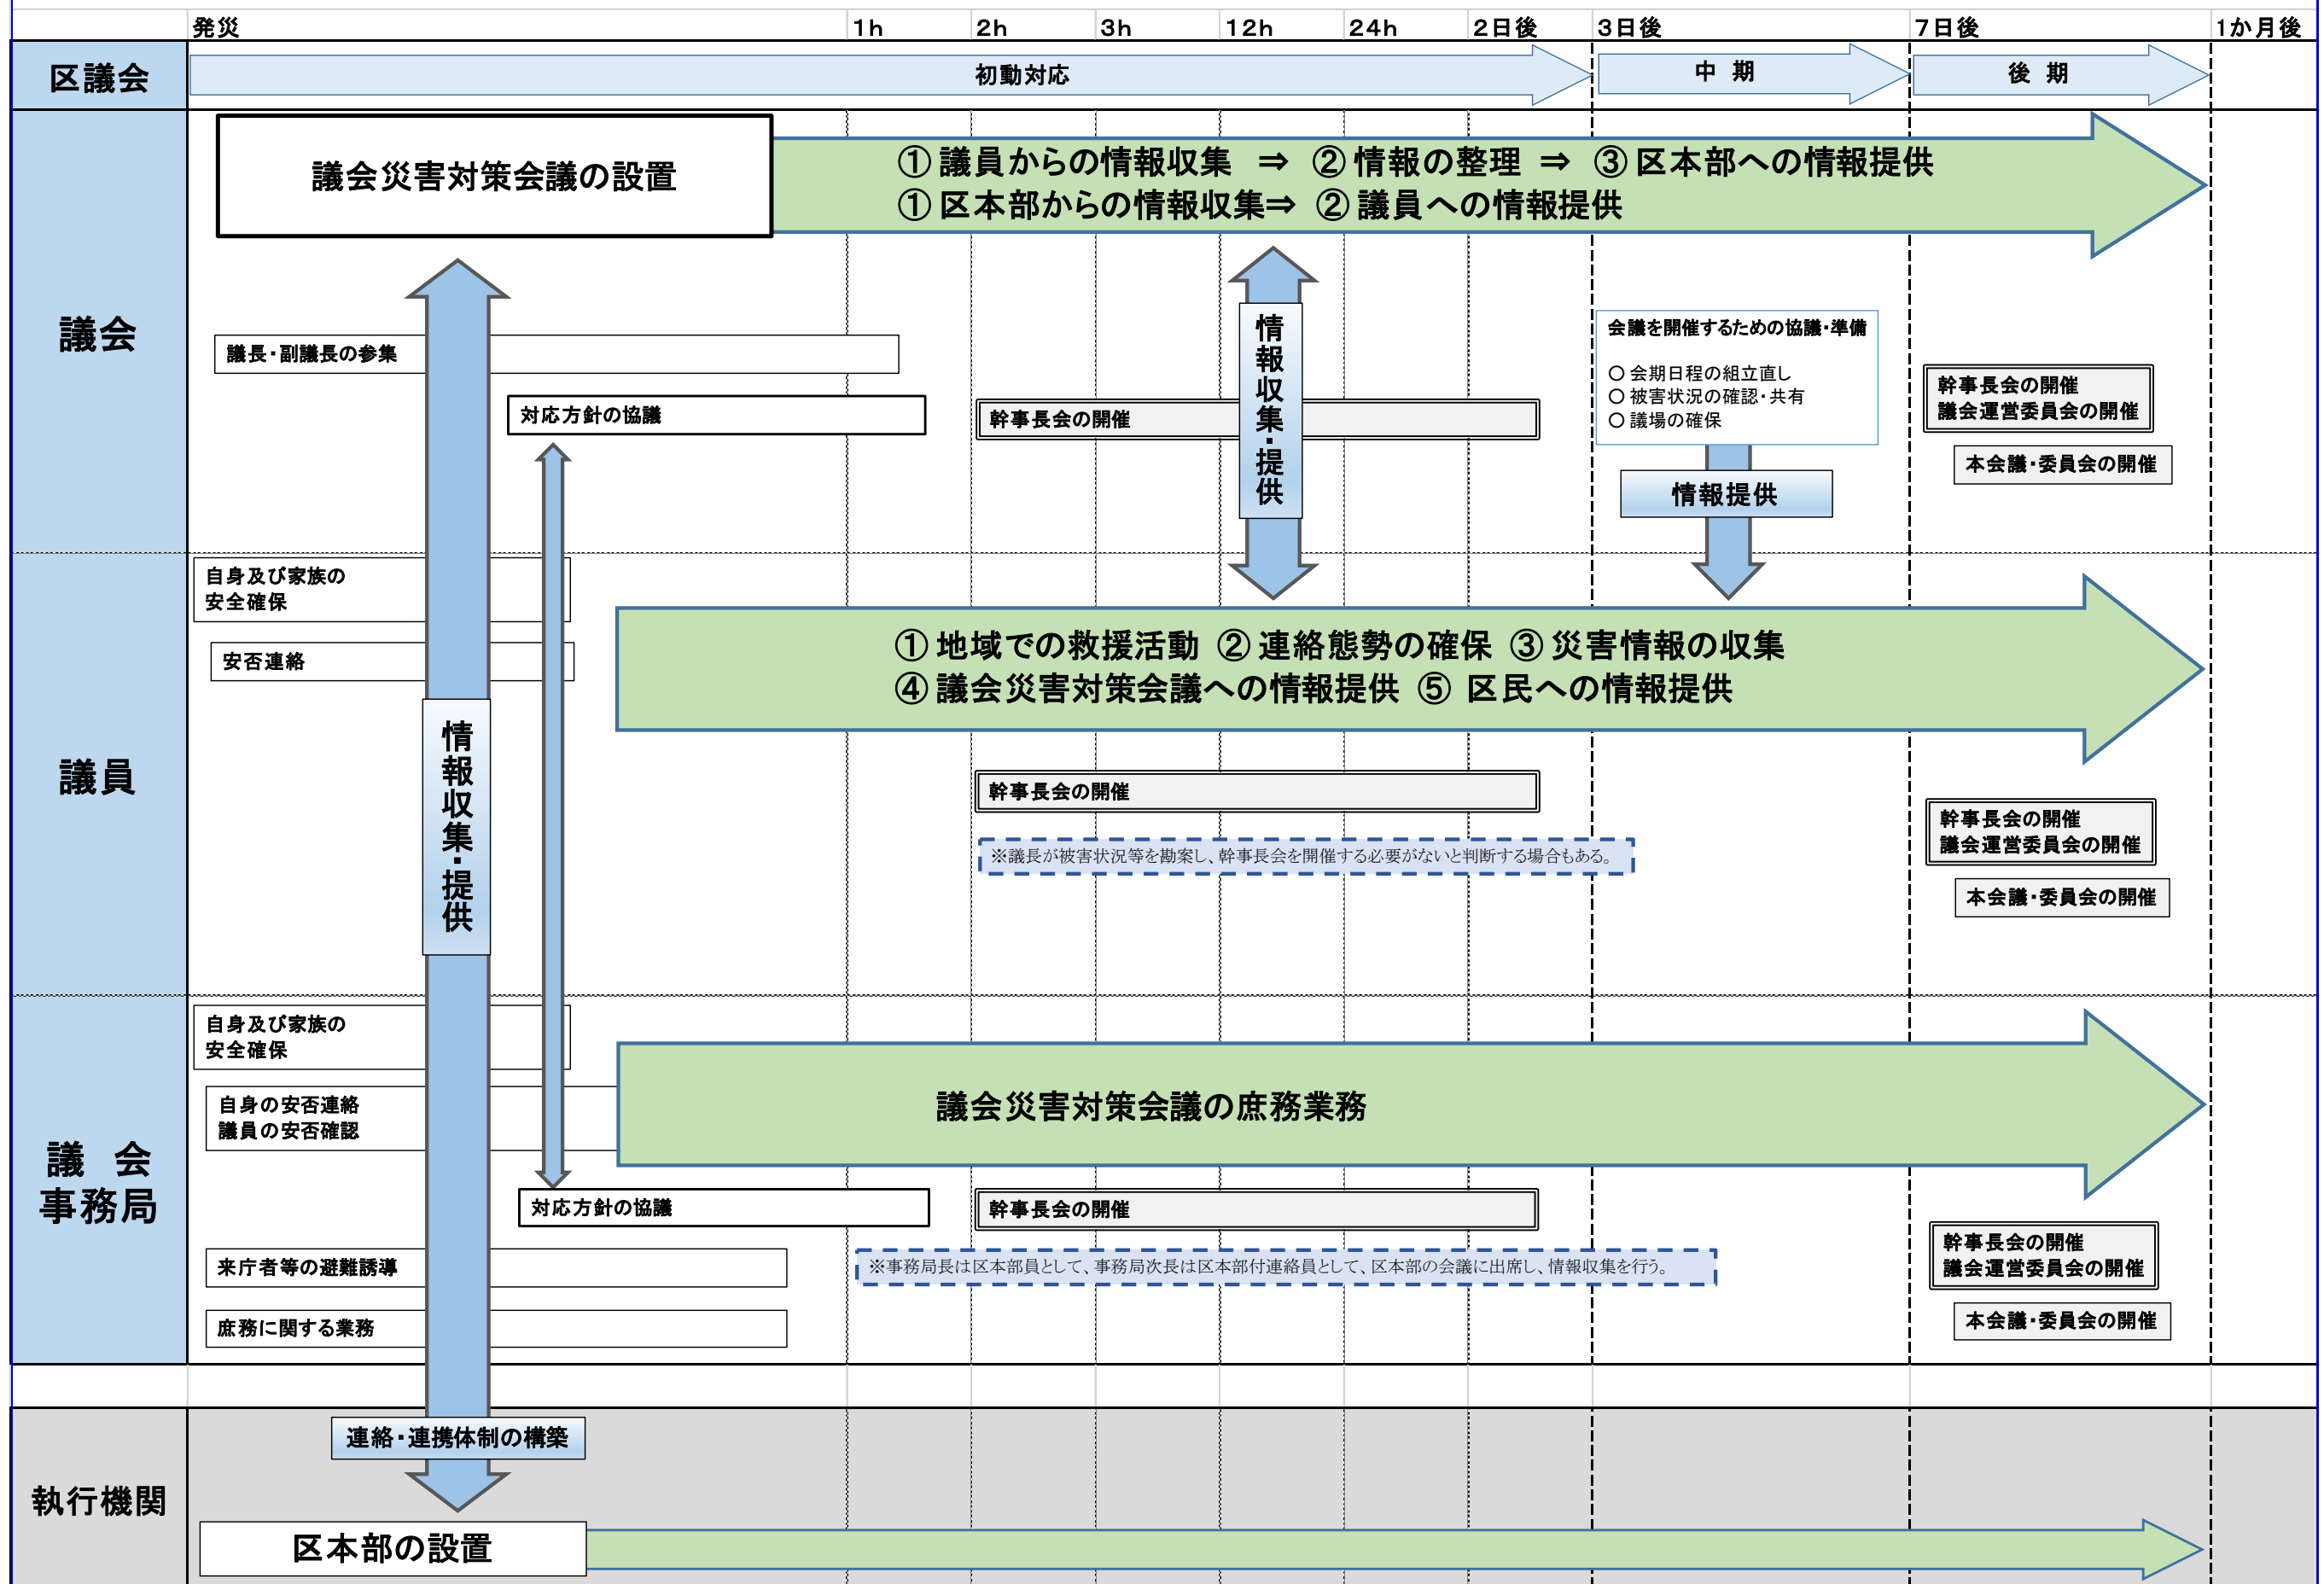 発災 1h 2h 3h 12h 24h 2日後 3日後 7日後 1か月後
区議会
初動対応
中 期
後 期
議会
議会災害対策会議の設置
① 議員からの情報収集 ⇒ ② 情報の整理 ⇒ ③ 区本部への情報提供
① 区本部からの情報収集⇒ ② 議員への情報提供
議長・副議長の参集
対応方針の協議
幹事長会の開催
情報収集・提供
会議を開催するための協議・準備
○ 会期日程の組立直し
○ 被害状況の確認・共有
○ 議場の確保
情報提供
幹事長会の開催
議会運営委員会の開催
本会議・委員会の開催
議員
自身及び家族の
安全確保
安否連絡
情報収集・提供
① 地域での救援活動 ② 連絡態勢の確保 ③ 災害情報の収集
④ 議会災害対策会議への情報提供 ⑤ 区民への情報提供
幹事長会の開催
※議長が被害状況等を勘案し、幹事長会を開催する必要がないと判断する場合もある。
幹事長会の開催
議会運営委員会の開催
本会議・委員会の開催
議 会
事務局
自身及び家族の
安全確保
自身の安否連絡
議員の安否確認
議会災害対策会議の庶務業務
対応方針の協議
幹事長会の開催
来庁者等の避難誘導
※事務局長は区本部員として、事務局次長は区本部付連絡員として、区本部の会議に出席し、情報収集を行う。
庶務に関する業務
幹事長会の開催
議会運営委員会の開催
本会議・委員会の開催
執行機関
連絡・連携体制の構築
区本部の設置